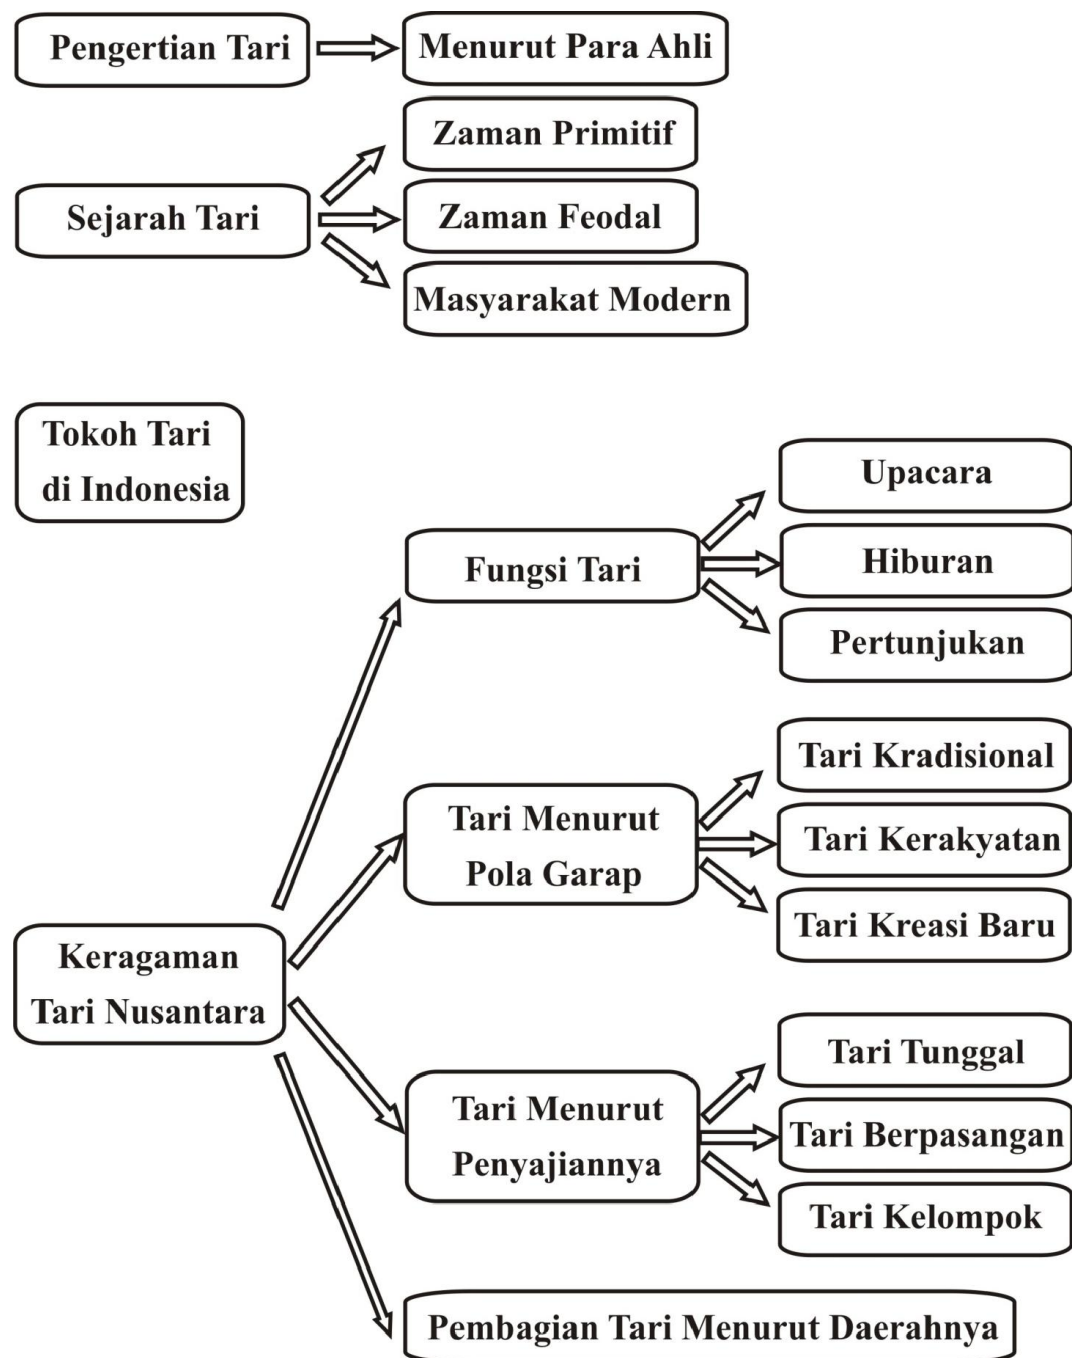 Pengertian Tari
Menurut Para Ahli
Zaman Primitif
Sejarah Tari
Zaman Feodal
Masyarakat Modern
Tokoh Tari
di Indonesia
Upacara
Fungsi Tari
Hiburan
Pertunjukan
Tari Kradisional
Tari Menurut
Pola Garap
Tari Kerakyatan
Tari Kreasi Baru
Keragaman
Tari Nusantara
Tari Tunggal
Tari Menurut
Penyajiannya
Tari Berpasangan
Tari Kelompok
Pembagian Tari Menurut Daerahnya